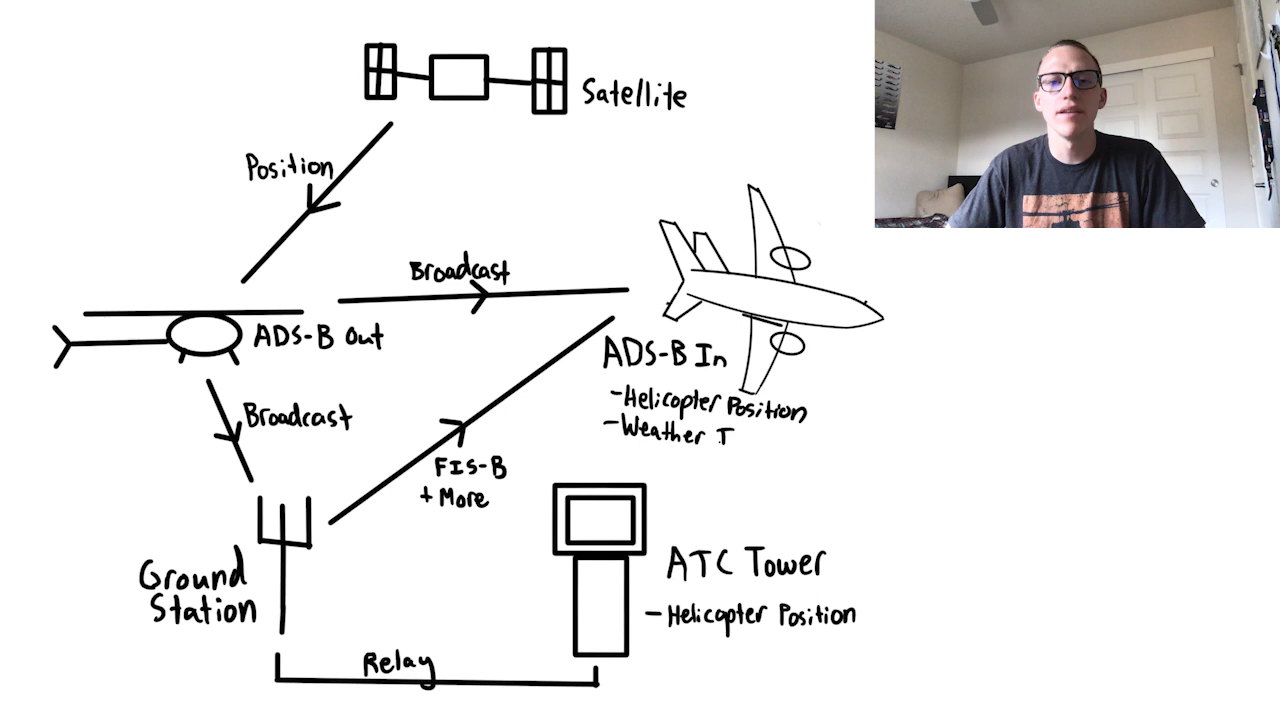 Satellite
Position
Broadcast
ADS-B Out
ADS-B In
-Helicopter Position
-Weather T
Broadcast
FIS-B
+ More
Ground
Station
ATC Tower
- Helicopter Position
Relay